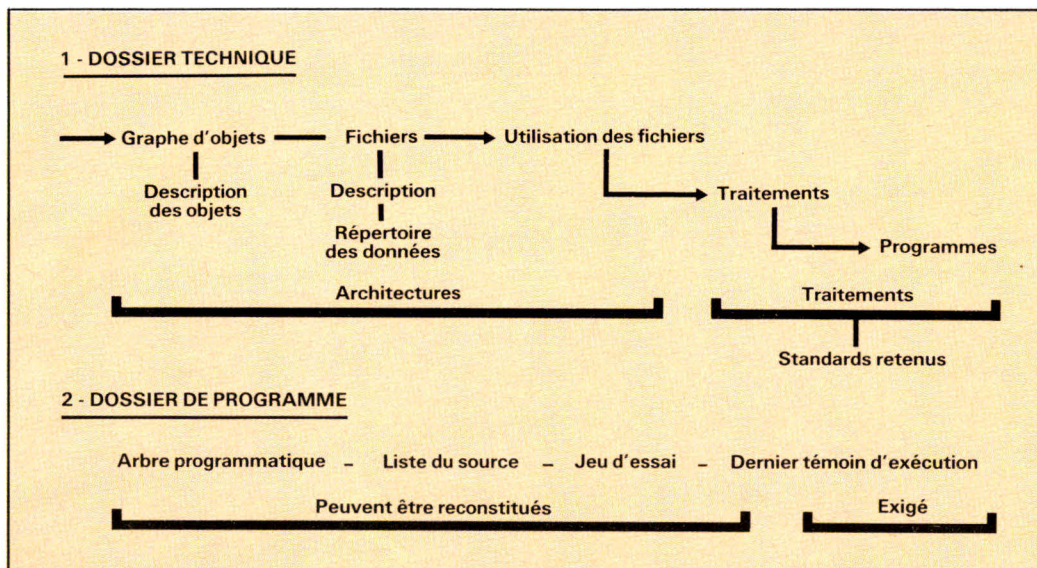 1 - DOSSIER TECHNIQUE
Graphe d'objets
Fichiers
Utilisation des fichiers
Description
des objets
Description
Traitements
Répertoire
des données
Programmes
Architectures
Traitements
Standards retenus
2 - DOSSIER DE PROGRAMME
Arbre programmatique – Liste du source – Jeu d'essai – Dernier témoin d'exécution
Peuvent être reconstitués
Exigé